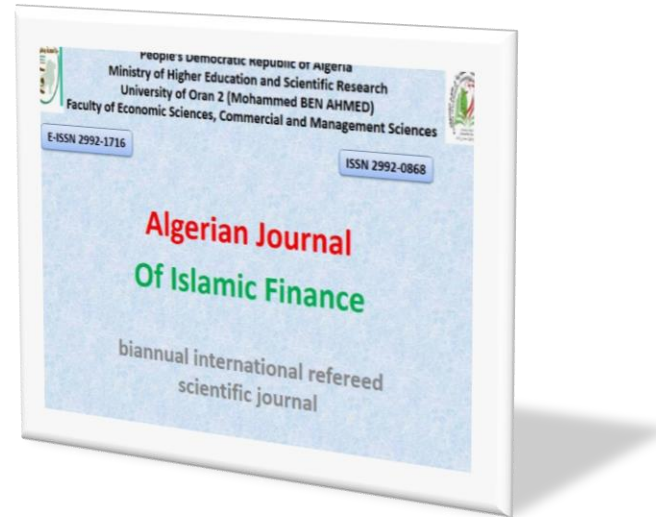 People's Democratic Republic of Algeria
Ministry of Higher Education and Scientific Research
University of Oran 2 (Mohammed BEN AHMED)
Faculty of Economic Sciences, Commercial and Management Sciences
E-ISSN 2992-1716
ISSN 2992-0868
Algerian Journal
Of Islamic Finance
biannual international refereed
scientific journal